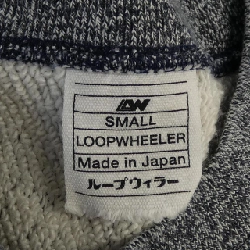 LW
SMALL
LOOPWHEELER
Made in Japan
ループウィラー